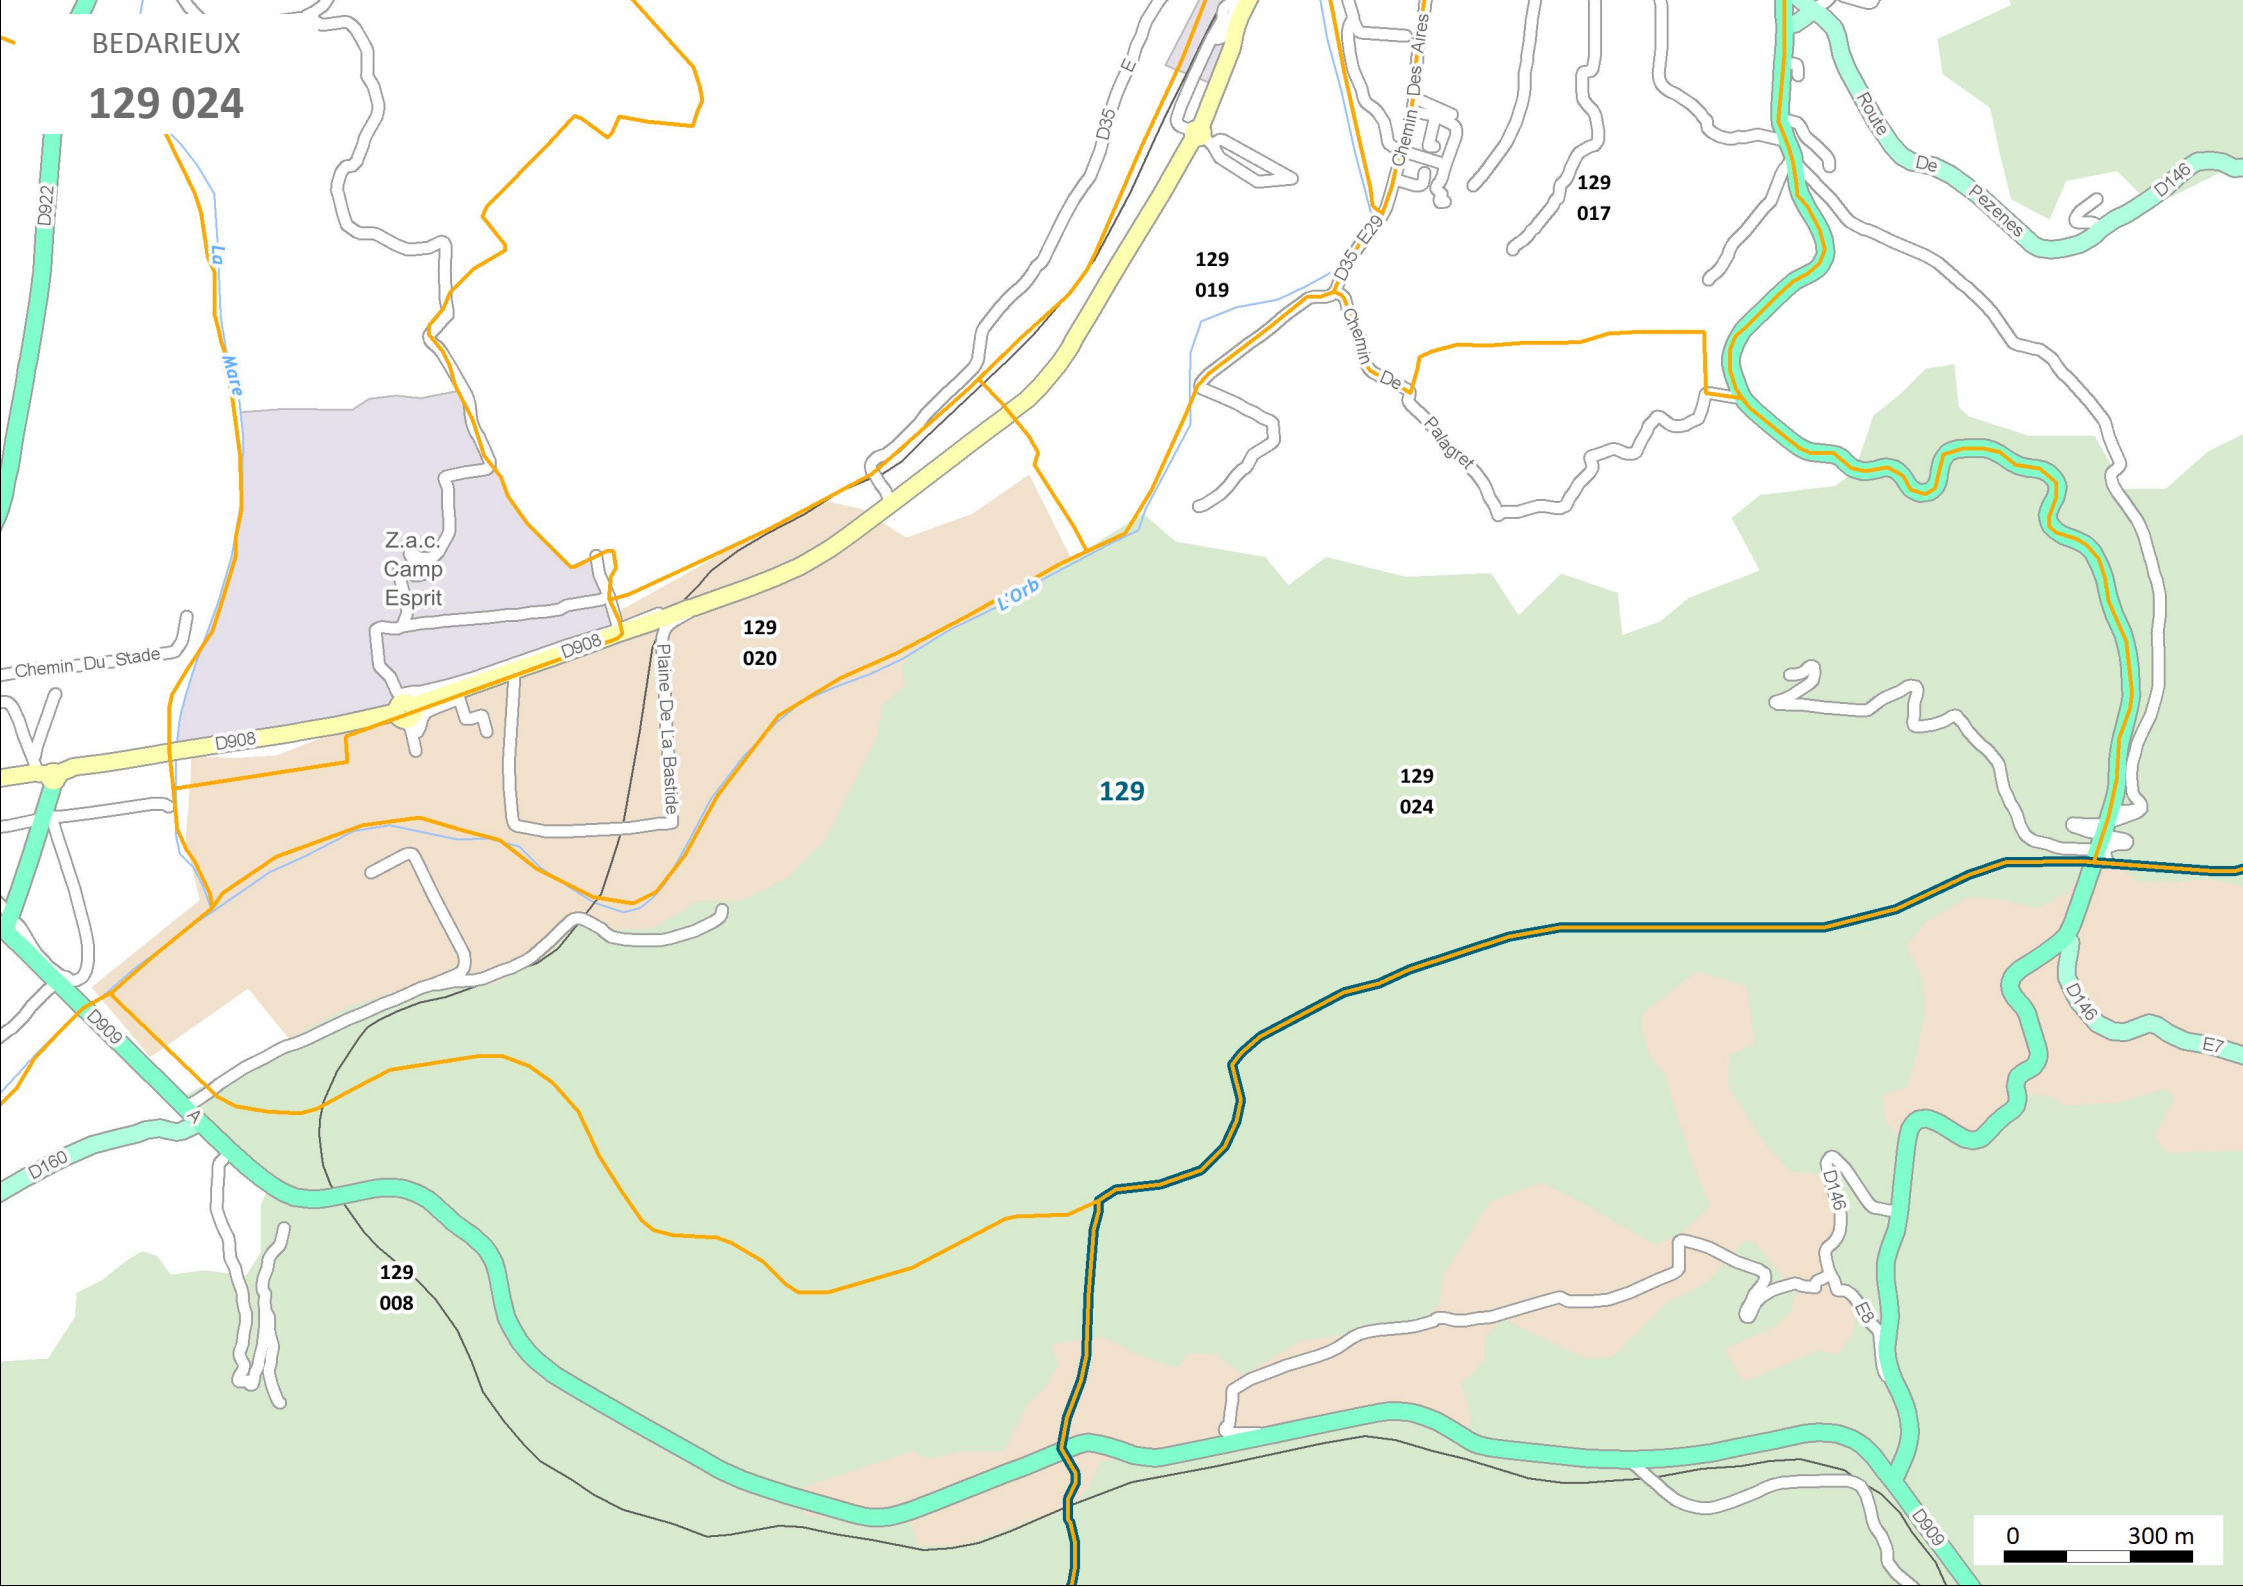 BEDARIEUX
129 024
D922
La
Mare
D35
E
Chemin_Des_Aires
D35_E29
Route
De
Pezenes
D146
129
017
129
019
Chemin_
De_
Palagret
Z.a.c.
Camp
Esprit
L'Orb
129
020
D908
Chemin_Du_Stade
D908
Plaine_De_La_Bastide
129
129
024
D909
A
D160
D146
E7
D146
E8
129
008
D909
0 300 m